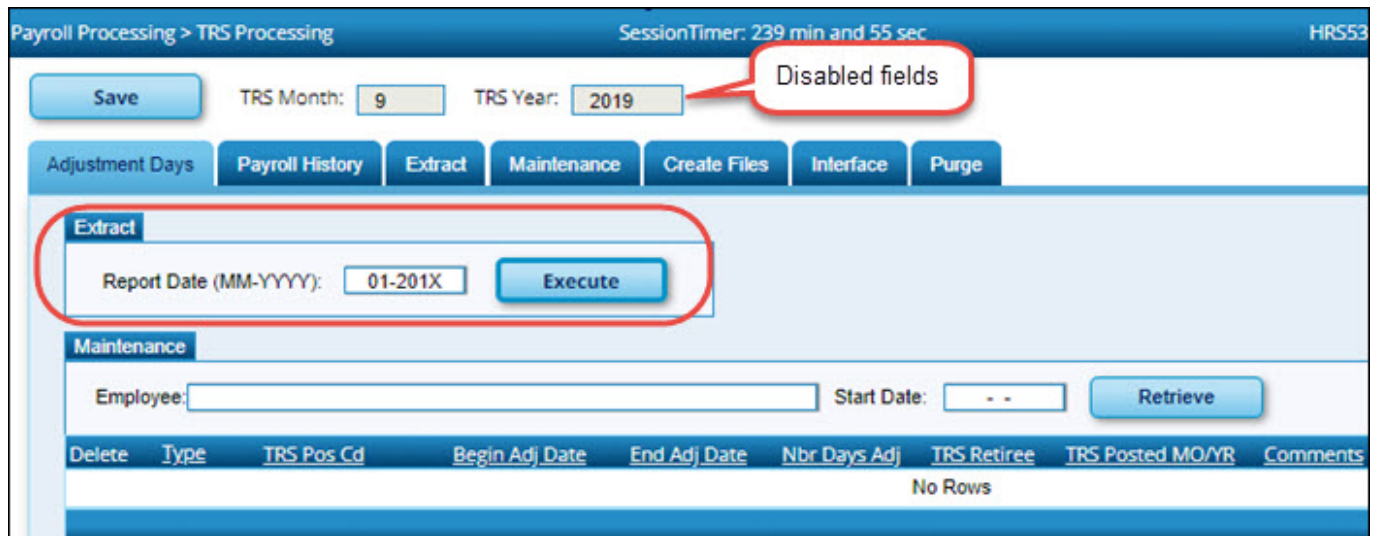 Payroll Processing > TRS Processing SessionTimer: 239 min and 55 sec HRS53
Disabled fields
Save TRS Month: 9 TRS Year: 2019
Adjustment Days Payroll History Extract Maintenance Create Files Interface Purge
Extract
Report Date (MM-YYYY): 01-201X Execute
Maintenance
Employee: Start Date: - - Retrieve
Delete Type TRS Pos Cd Begin Adj Date End Adj Date Nbr Days Adj TRS Retiree TRS Posted MO/YR Comments
No Rows